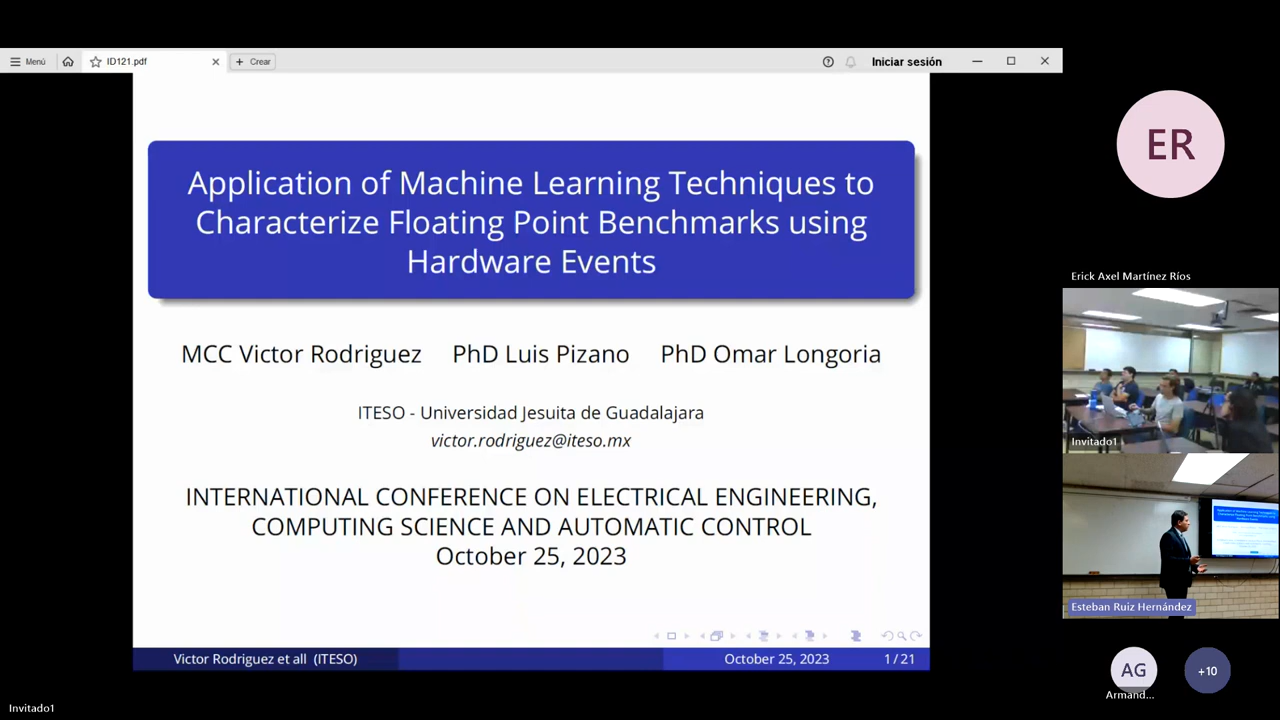 Menú
ID121.pdf
Crear
Iniciar sesión
Application of Machine Learning Techniques to
Characterize Floating Point Benchmarks using
Hardware Events
MCC Victor Rodriguez PhD Luis Pizano PhD Omar Longoria
ITESO - Universidad Jesuita de Guadalajara
victor.rodriguez@iteso.mx
INTERNATIONAL CONFERENCE ON ELECTRICAL ENGINEERING,
COMPUTING SCIENCE AND AUTOMATIC CONTROL
October 25, 2023
Victor Rodriguez et all (ITESO) October 25, 2023 1 / 21
ER
Erick Axel Martínez Ríos
Invitado1
Esteban Ruiz Hernández
AG
Armand...
+10
Invitado1